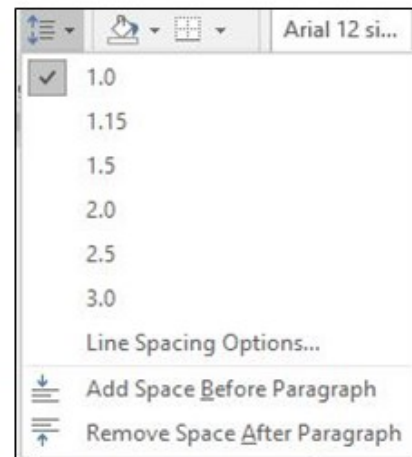 Arial 12 si...
1.0
1.15
1.5
2.0
2.5
3.0
Line Spacing Options...
Add Space Before Paragraph
Remove Space After Paragraph